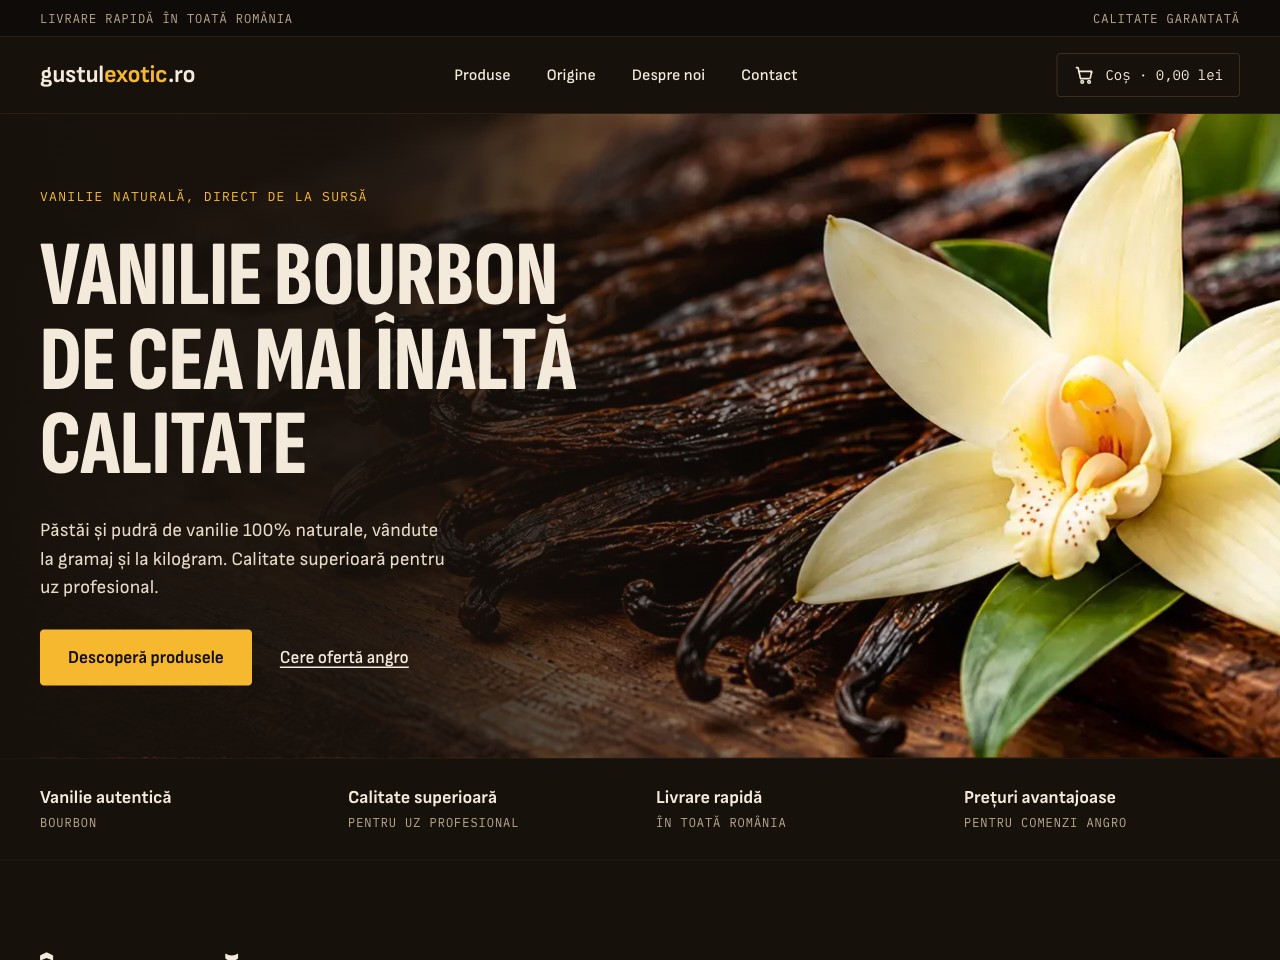 LIVRARE RAPIDĂ ÎN TOATĂ ROMÂNIA
CALITATE GARANTATĂ
gustulexotic.ro
Produse
Origine
Despre noi
Contact
Coș · 0,00 lei
VANILIE NATURALĂ, DIRECT DE LA SURSĂ
VANILIE BOURBON
DE CEA MAI ÎNALTĂ
CALITATE
Păstăi și pudră de vanilie 100% naturale, vândute
la gramaj și la kilogram. Calitate superioară pentru
uz profesional.
Descoperă produsele
Cere ofertă angro
Vanilie autentică
BOURBON
Calitate superioară
PENTRU UZ PROFESIONAL
Livrare rapidă
ÎN TOATĂ ROMÂNIA
Prețuri avantajoase
PENTRU COMENZI ANGRO